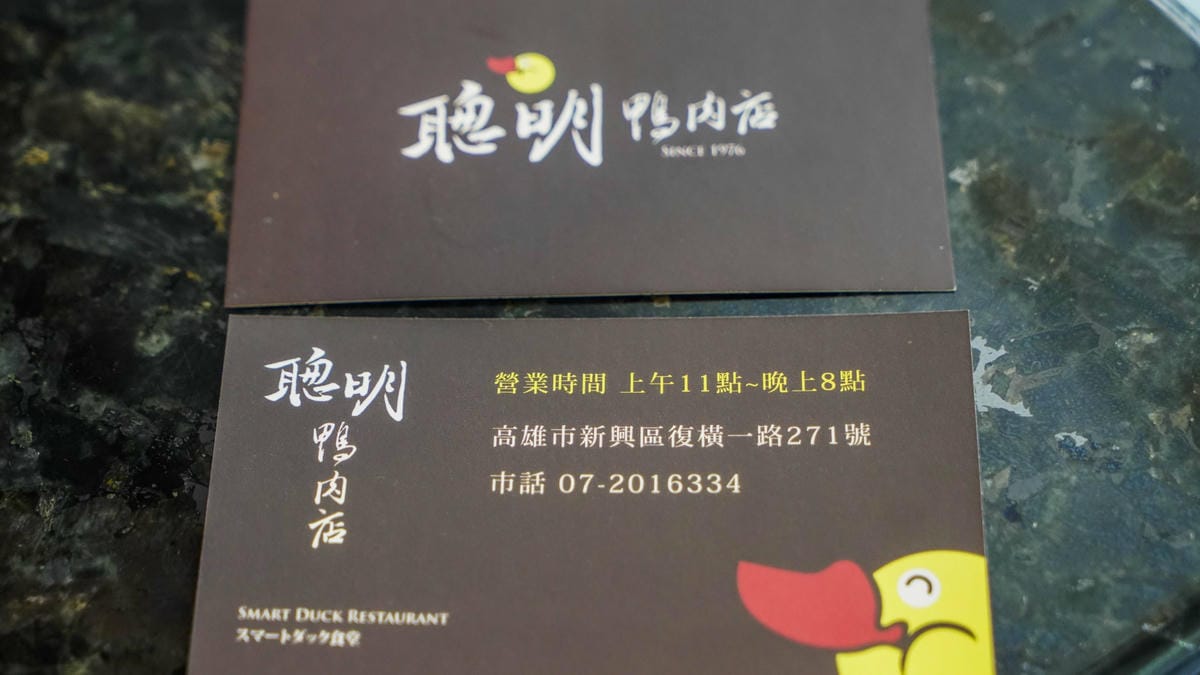 聰明 鴨肉店
SINCE 1976
聰明
鴨
肉
店
營業時間 上午11點~晚上8點
高雄市新興區復橫一路271號
市話 07-2016334
SMART DUCK RESTAURANT
スマートダック食堂